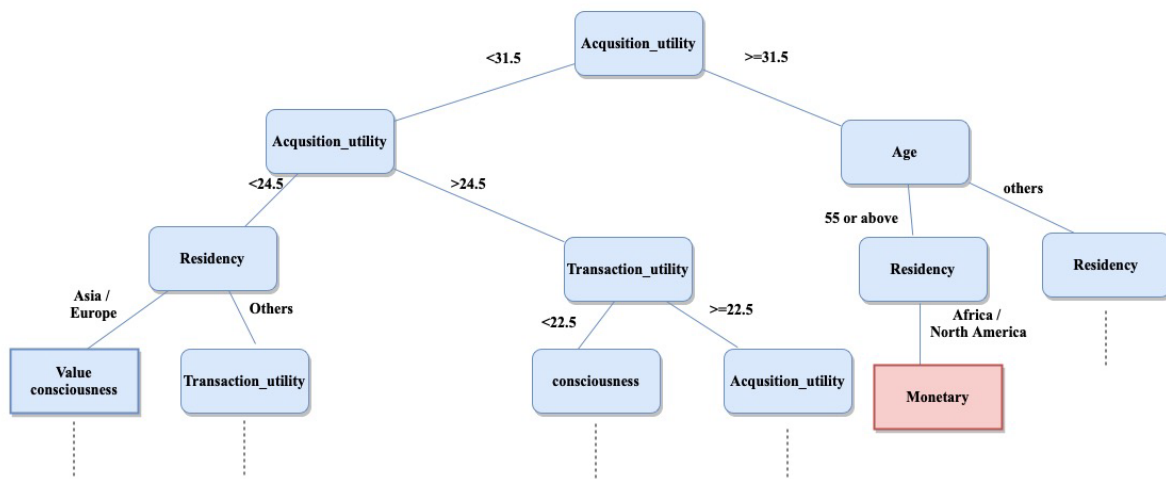 Acqusition_utility
<31.5
>=31.5
Acqusition_utility
Age
<24.5
>24.5
55 or above
others
Residency
Transaction_utility
Residency
Residency
Asia /
Europe
Others
<22.5
>=22.5
Africa /
North America
Value
consciousness
Transaction_utility
consciousness
Acqusition_utility
Monetary